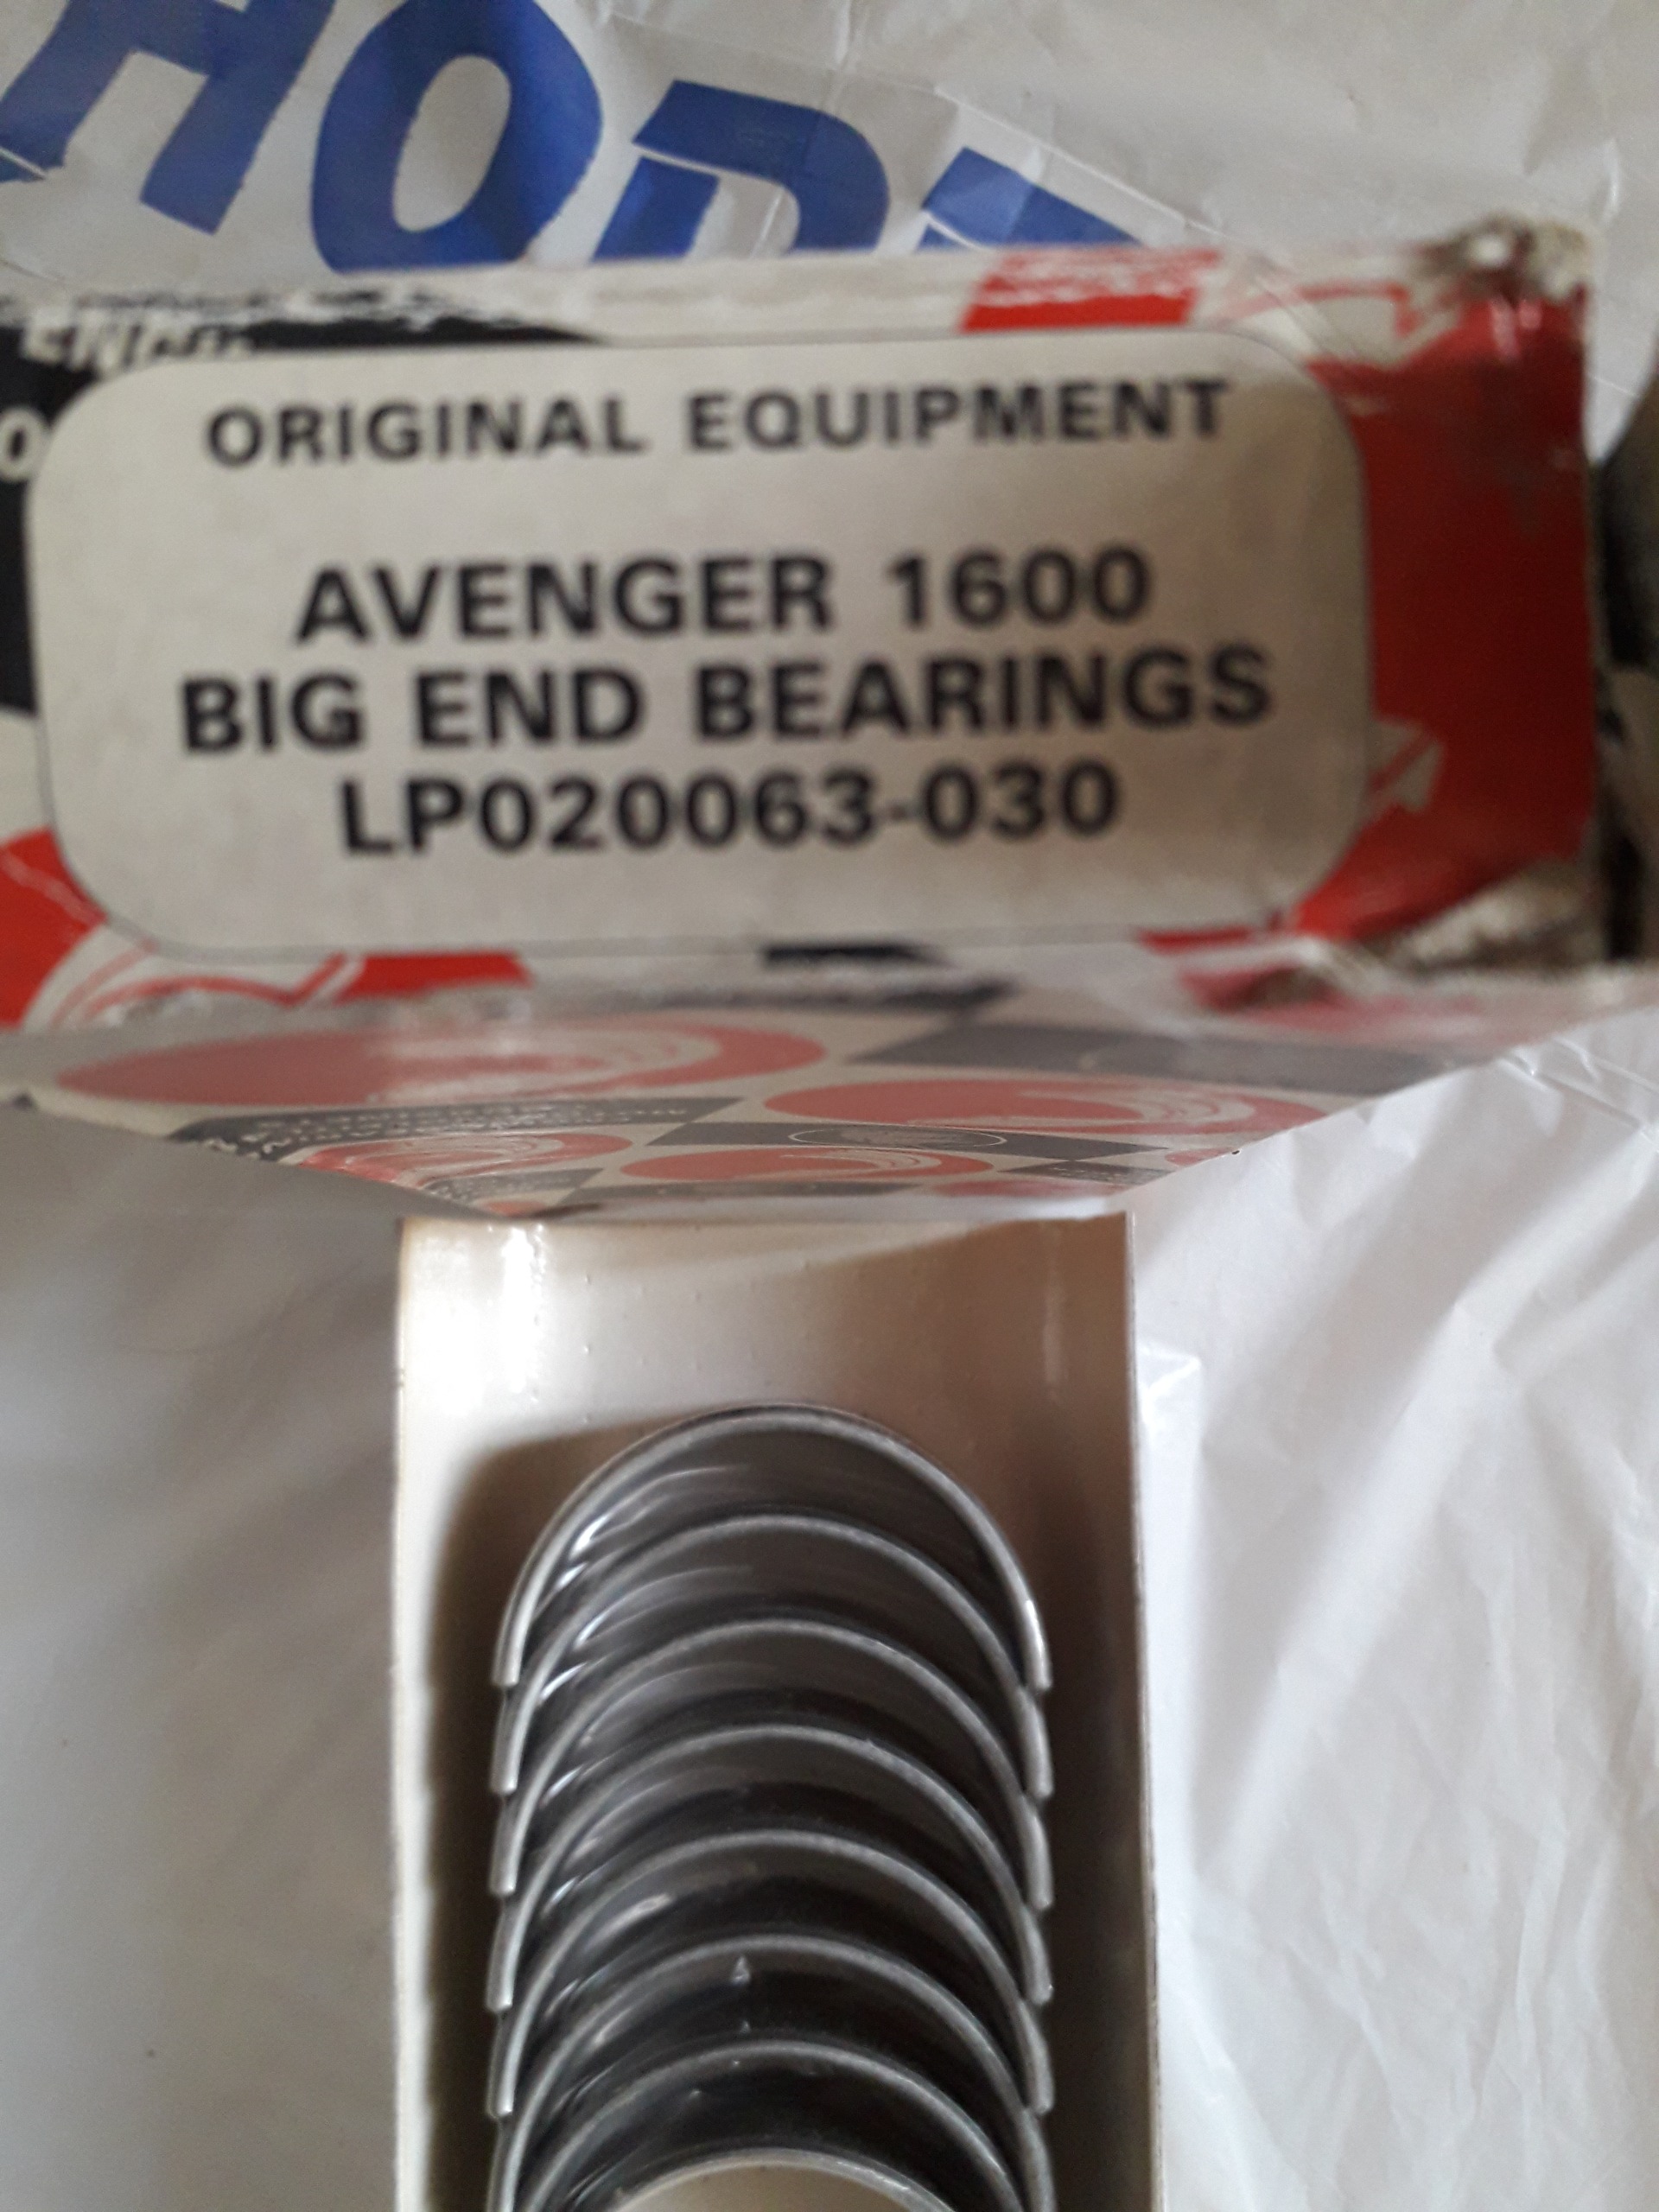 ORIGINAL EQUIPMENT
AVENGER 1600
BIG END BEARINGS
LP020063-030